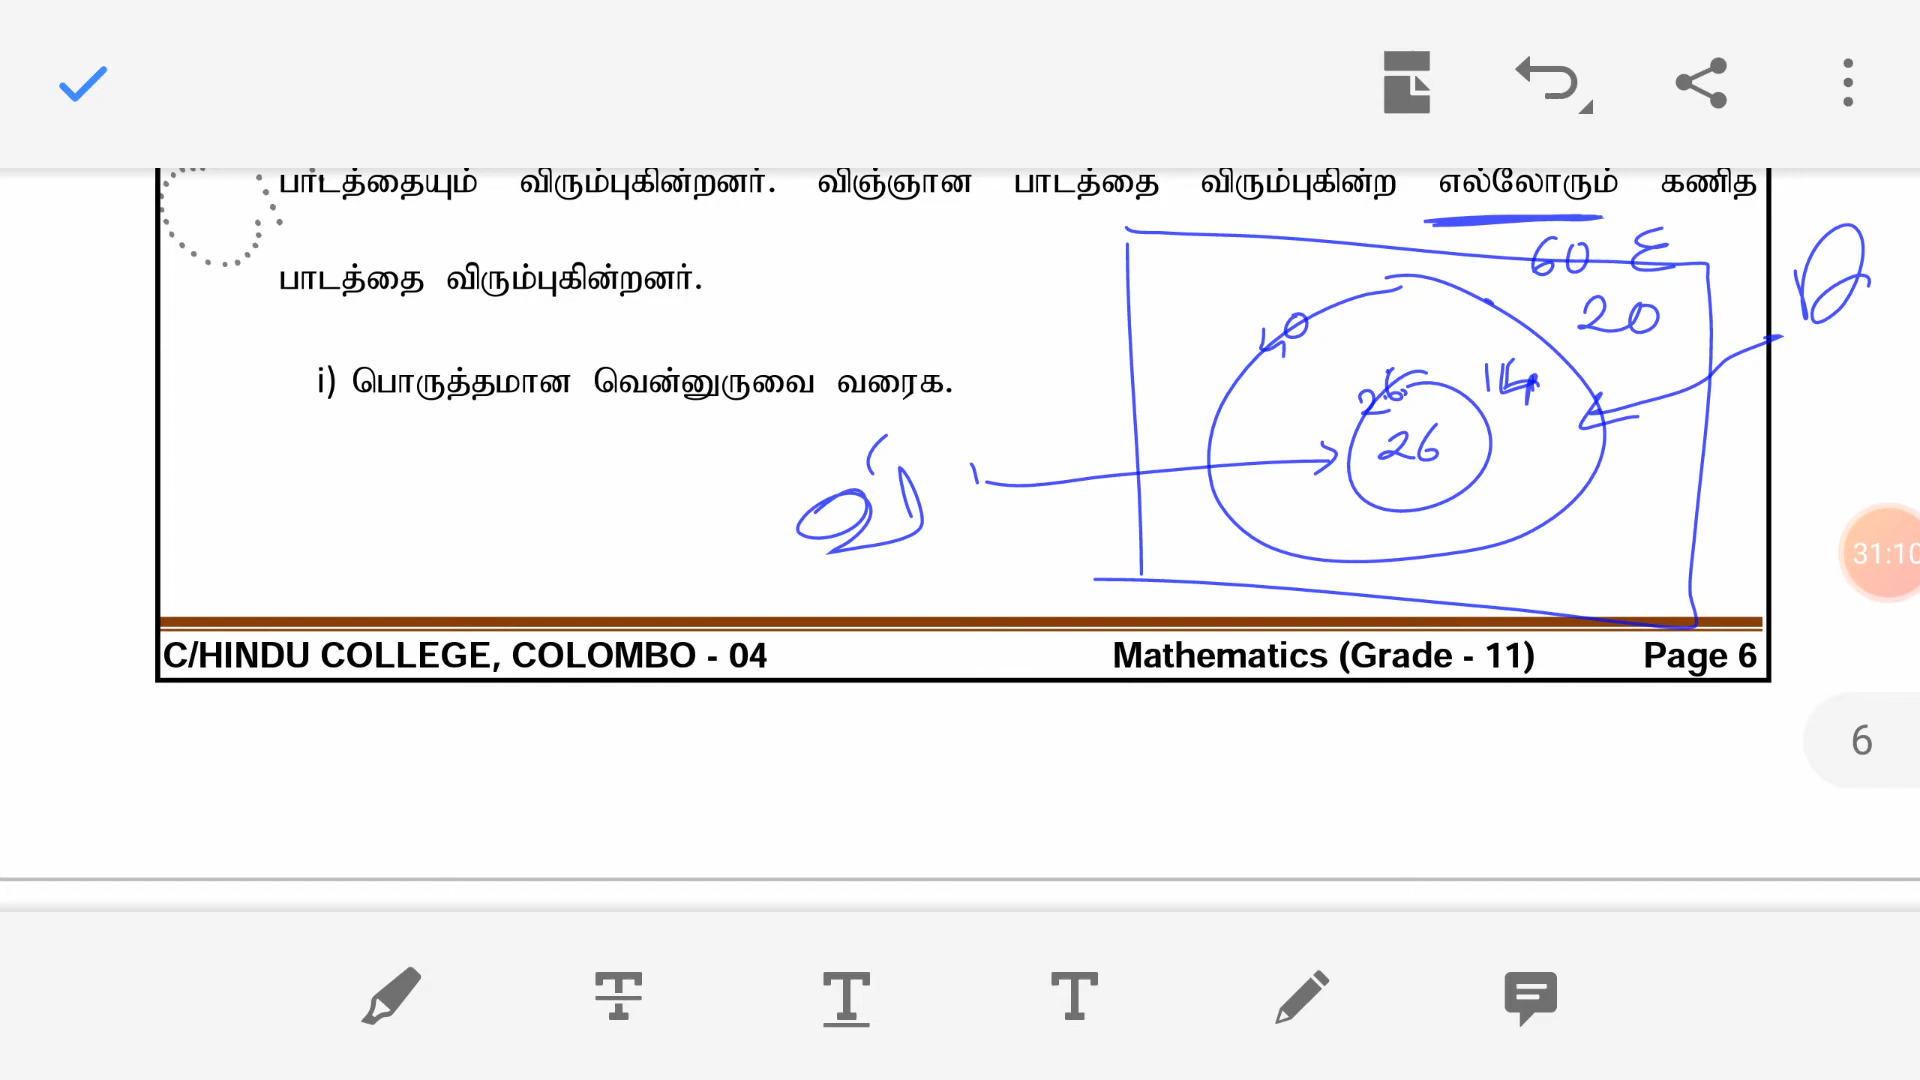 பாடத்தையும் விரும்புகின்றனர். விஞ்ஞான பாடத்தை விரும்புகின்ற எல்லோரும் கணித
பாடத்தை விரும்புகின்றனர்.
i) பொருத்தமான வென்னுருவை வரைக.
60 ε
20
40
26
14
26
வி
C/HINDU COLLEGE, COLOMBO - 04 Mathematics (Grade - 11) Page 6
31:10
6